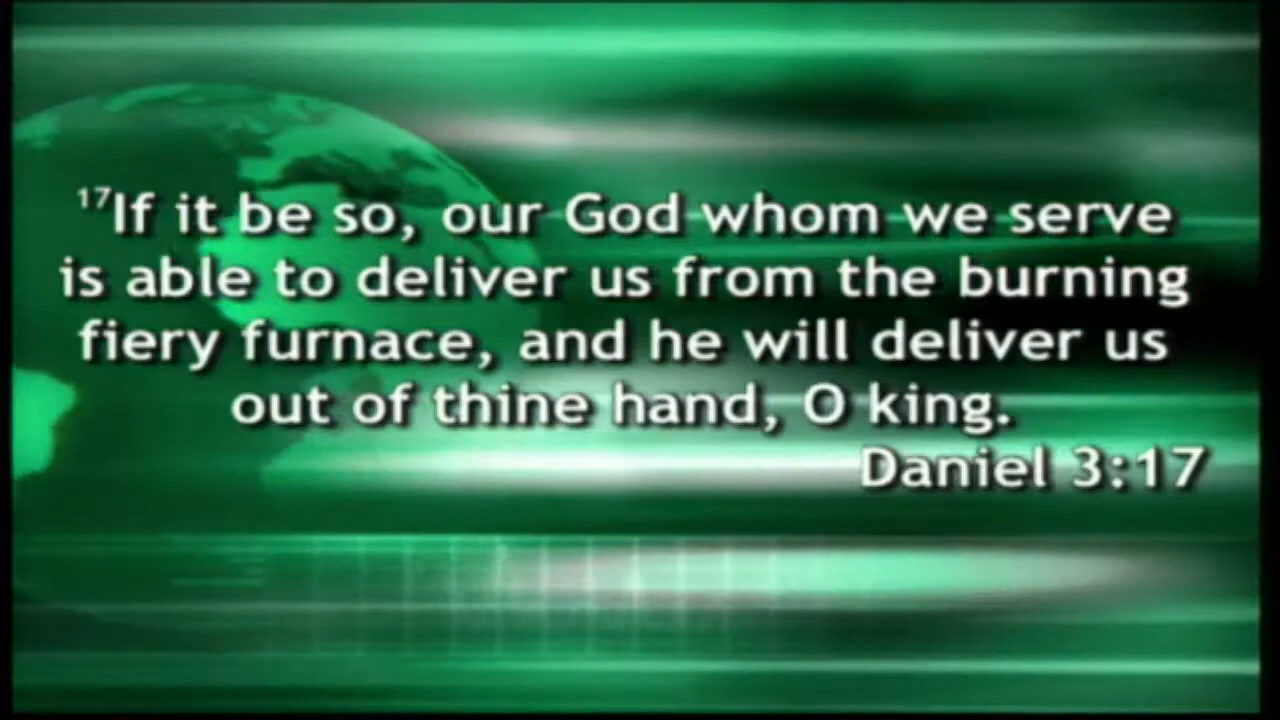 ¹⁷If it be so, our God whom we serve
is able to deliver us from the burning
fiery furnace, and he will deliver us
out of thine hand, O king.
Daniel 3:17